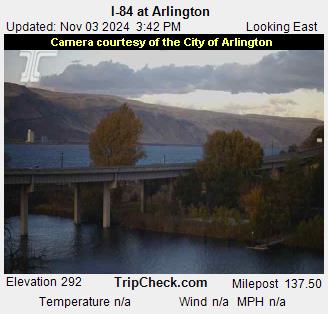 I-84 at Arlington
Updated: Nov 03 2024 3:42 PM Looking East
Camera courtesy of the City of Arlington
Elevation 292 TripCheck.com Milepost 137.50
Temperature n/a Wind n/a MPH n/a